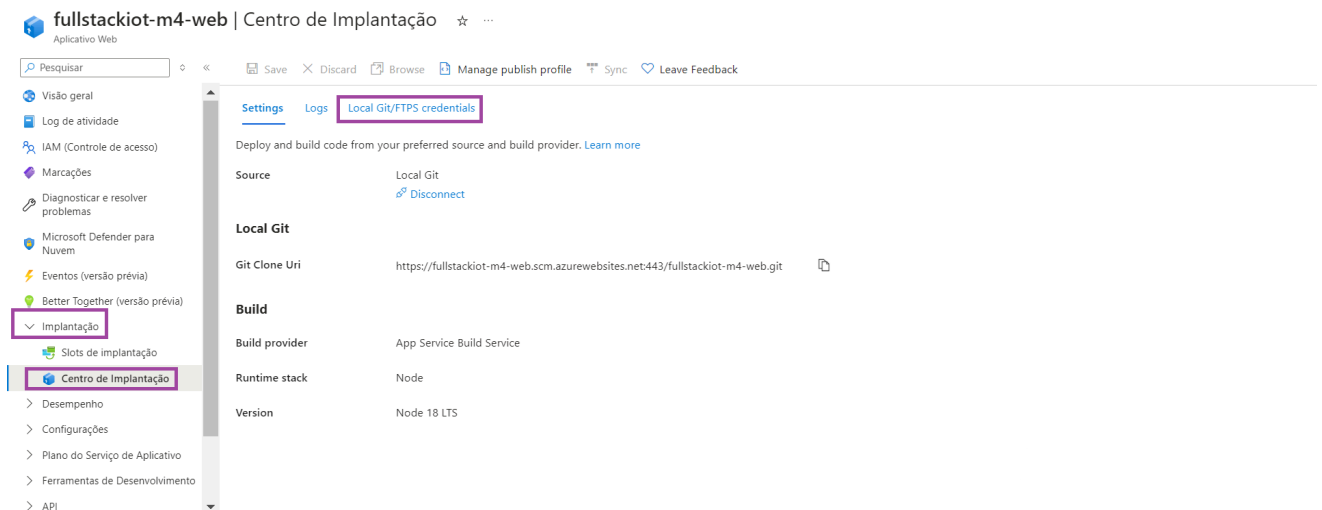 fullstackiot-m4-web | Centro de Implantação
Aplicativo Web
Pesquisar
Save Discard Browse Manage publish profile Sync Leave Feedback
Visão geral
Log de atividade
IAM (Controle de acesso)
Marcações
Diagnosticar e resolver
problemas
Microsoft Defender para
Nuvem
Eventos (versão prévia)
Better Together (versão prévia)
Implantação
Slots de implantação
Centro de Implantação
Desempenho
Configurações
Plano do Serviço de Aplicativo
Ferramentas de Desenvolvimento
API
Settings Logs Local Git/FTPS credentials
Deploy and build code from your preferred source and build provider. Learn more
Source Local Git
Disconnect
Local Git
Git Clone Uri https://fullstackiot-m4-web.scm.azurewebsites.net:443/fullstackiot-m4-web.git
Build
Build provider App Service Build Service
Runtime stack Node
Version Node 18 LTS